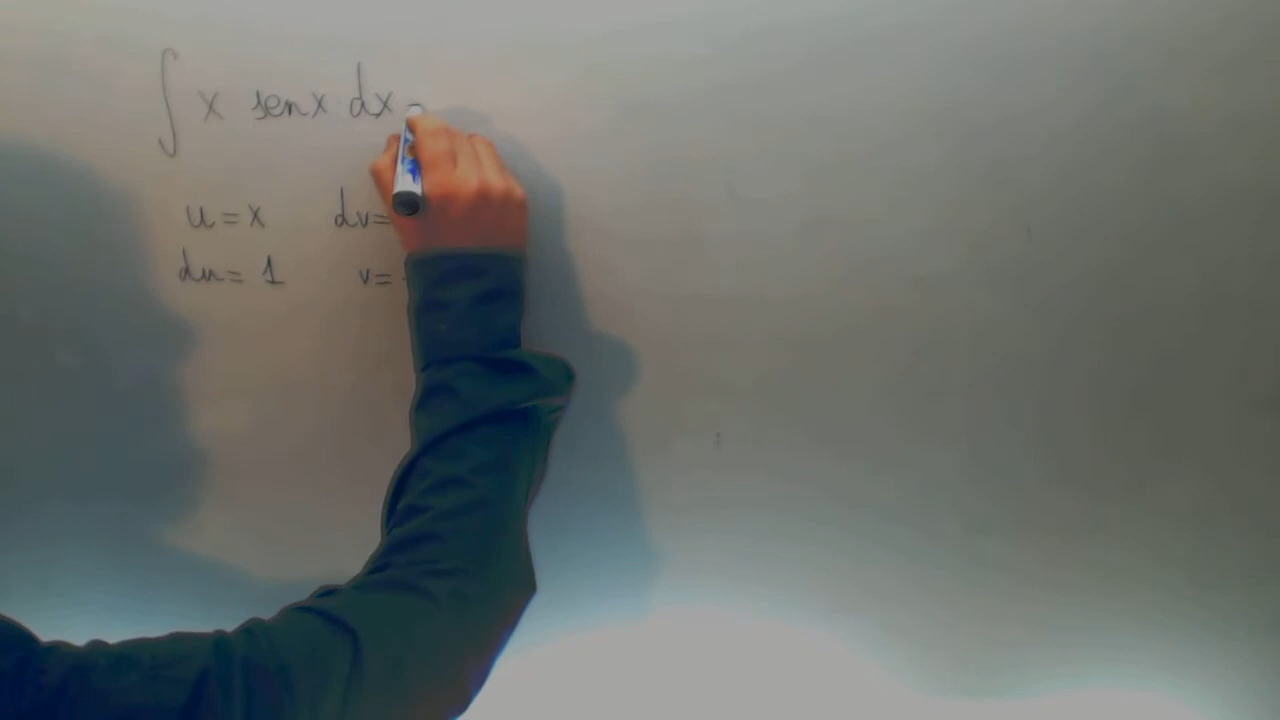 ∫ x senx dx =
u = x dv=
du = 1 v=